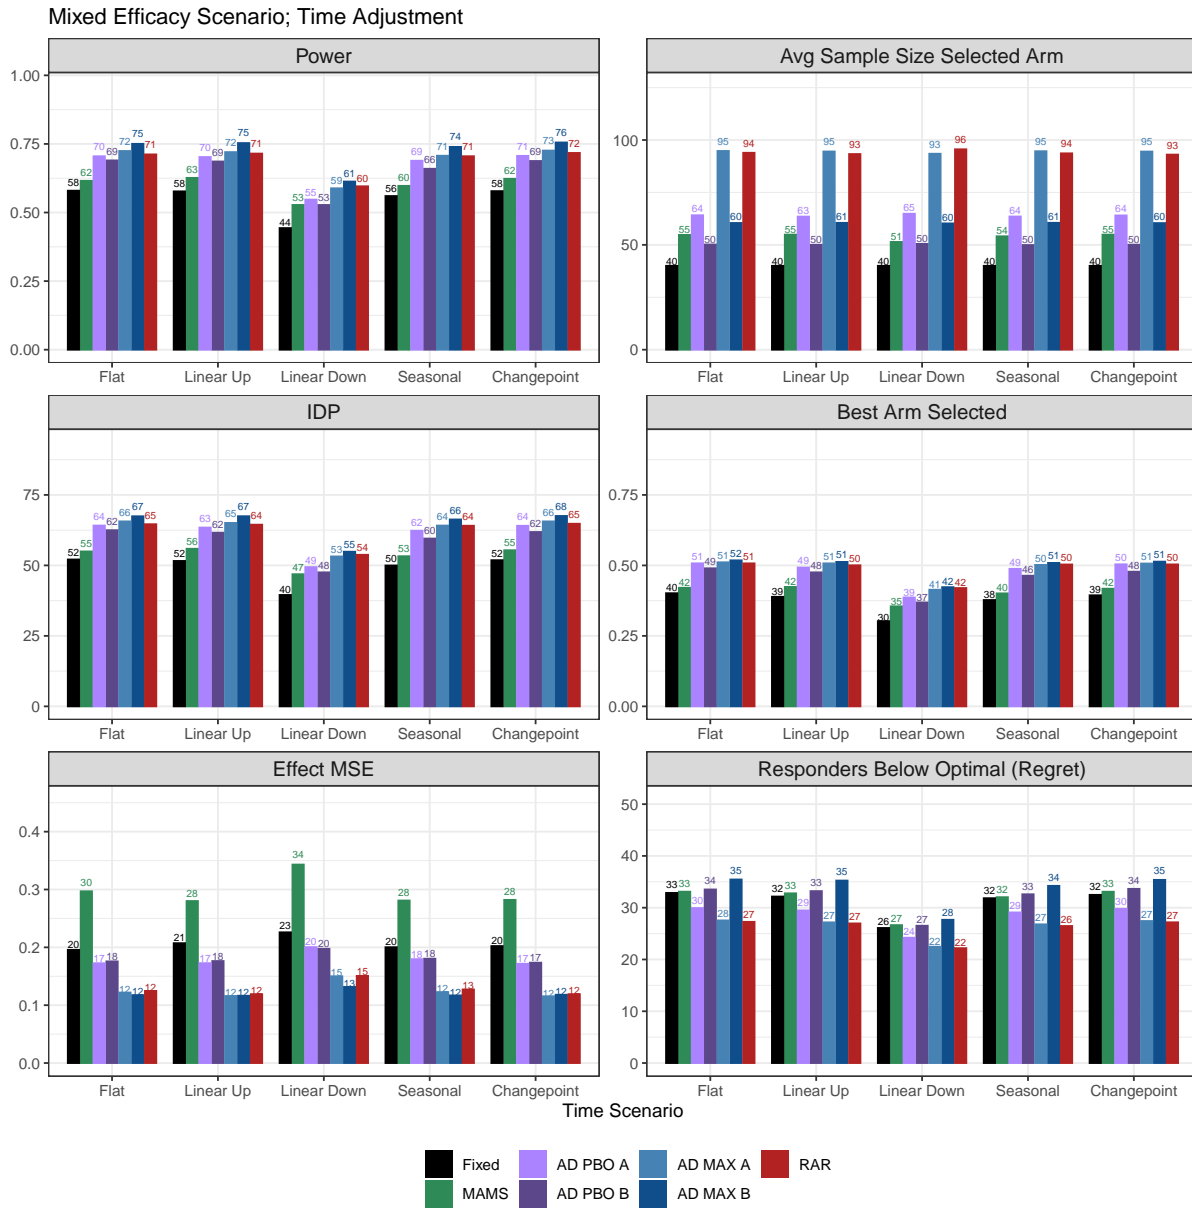 Mixed Efficacy Scenario; Time Adjustment
Power
1.00
0.75
0.50
0.25
0.00
58 62 70 69 72 75 71
58 63 70 69 72 75 71
44 53 55 53 59 61 60
56 60 69 66 71 74 71
58 62 71 69 73 76 72
Flat Linear Up Linear Down Seasonal Changepoint
Avg Sample Size Selected Arm
100
50
0
40 55 64 50 95 60 94
40 55 63 50 95 61 93
40 51 65 50 93 60 96
40 54 64 50 95 61 94
40 55 64 50 95 60 93
Flat Linear Up Linear Down Seasonal Changepoint
IDP
75
50
25
0
52 55 64 62 66 67 65
52 56 63 62 65 67 64
40 47 49 48 53 55 54
50 53 62 60 64 66 64
52 55 64 62 66 68 65
Flat Linear Up Linear Down Seasonal Changepoint
Best Arm Selected
0.75
0.50
0.25
0.00
40 42 51 49 51 52 51
39 42 49 48 51 51 50
30 35 39 37 41 42 42
38 40 49 46 50 51 50
39 42 50 48 51 51 50
Flat Linear Up Linear Down Seasonal Changepoint
Effect MSE
0.4
0.3
0.2
0.1
0.0
20 30 17 18 12 12 12
21 28 17 18 12 12 12
23 34 20 20 15 13 15
20 28 18 18 12 12 13
20 28 17 17 12 12 12
Flat Linear Up Linear Down Seasonal Changepoint
Responders Below Optimal (Regret)
50
40
30
20
10
0
33 33 30 34 28 35 27
32 33 29 33 27 35 27
26 27 24 27 22 28 22
32 32 29 33 27 34 26
32 33 30 34 27 35 27
Flat Linear Up Linear Down Seasonal Changepoint
Time Scenario
Fixed AD PBO A AD MAX A RAR
MAMS AD PBO B AD MAX B